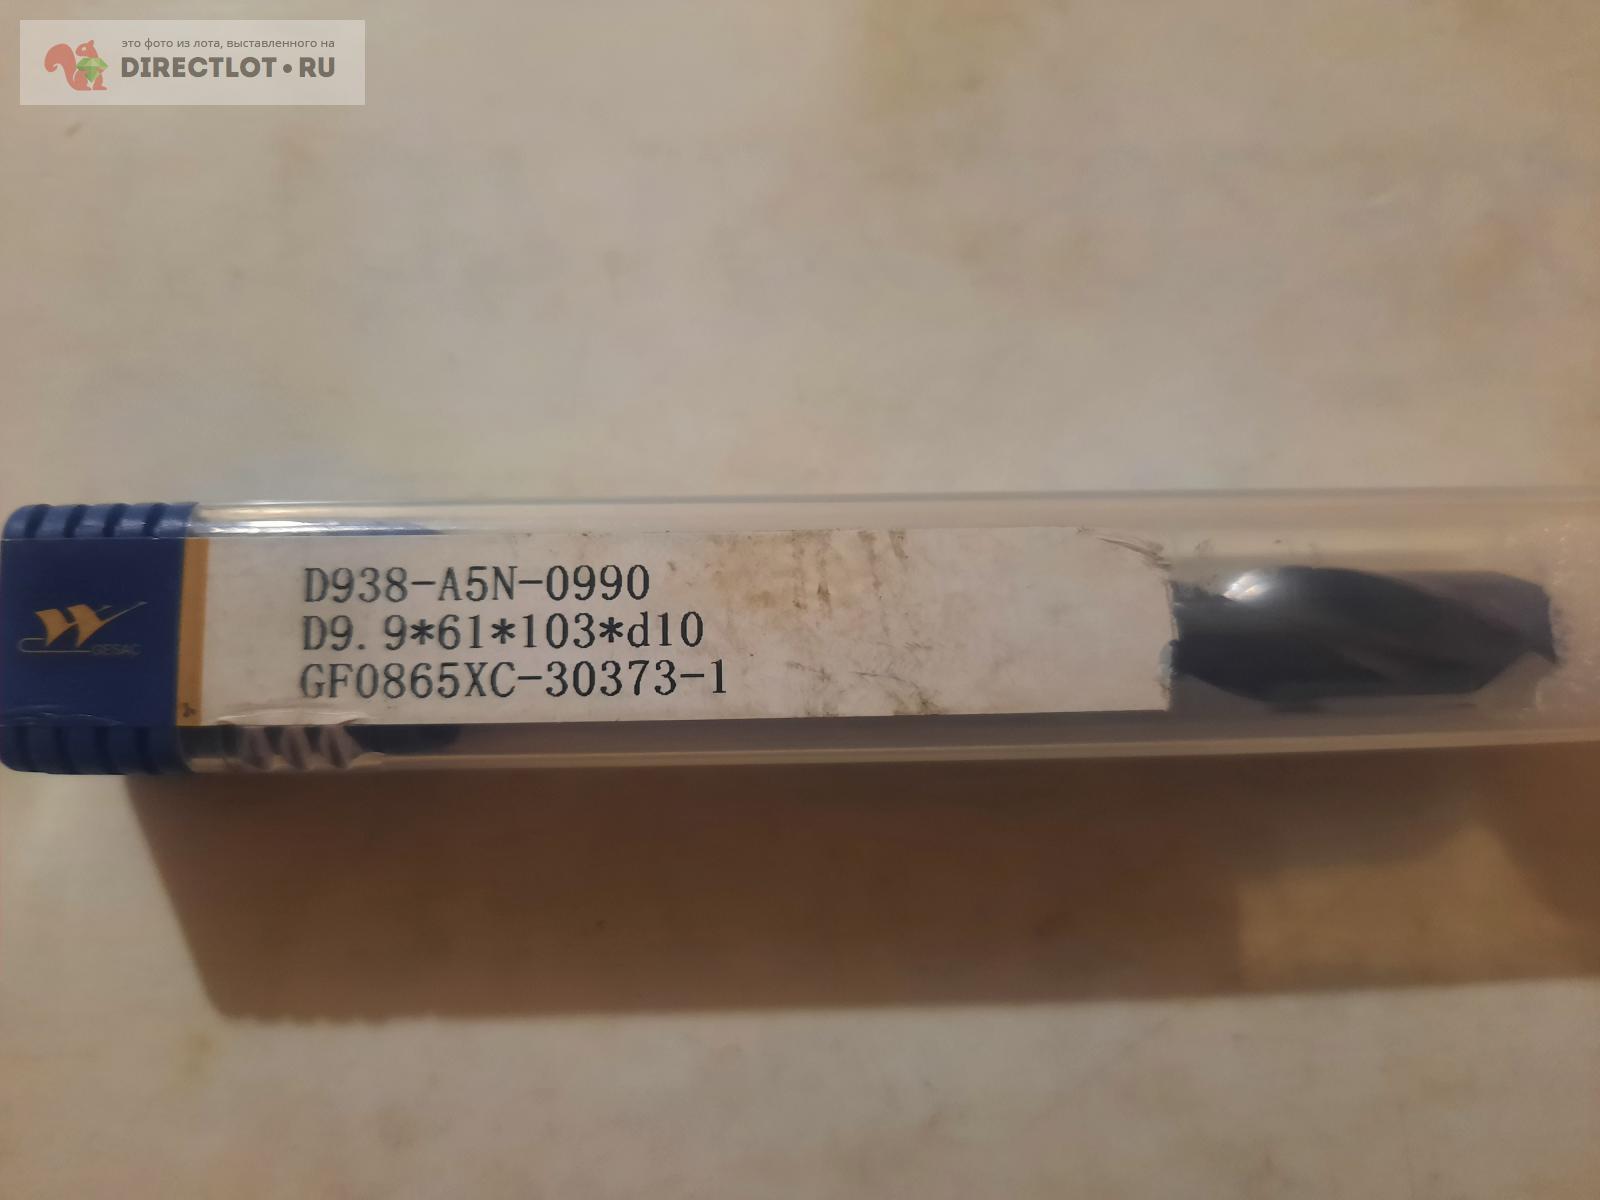 это фото из лота, выставленного на
DIRECTLOT•RU
D938-A5N-0990
D9.9*61*103*d10
GF0865XC-30373-1
GESAC